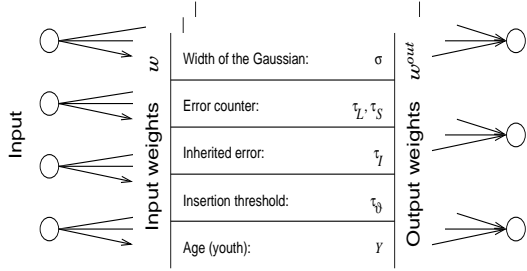 Input
Input weights w
Width of the Gaussian: σ
Error counter: τL, τS
Inherited error: τI
Insertion threshold: τϑ
Age (youth): Y
Output weights w^out